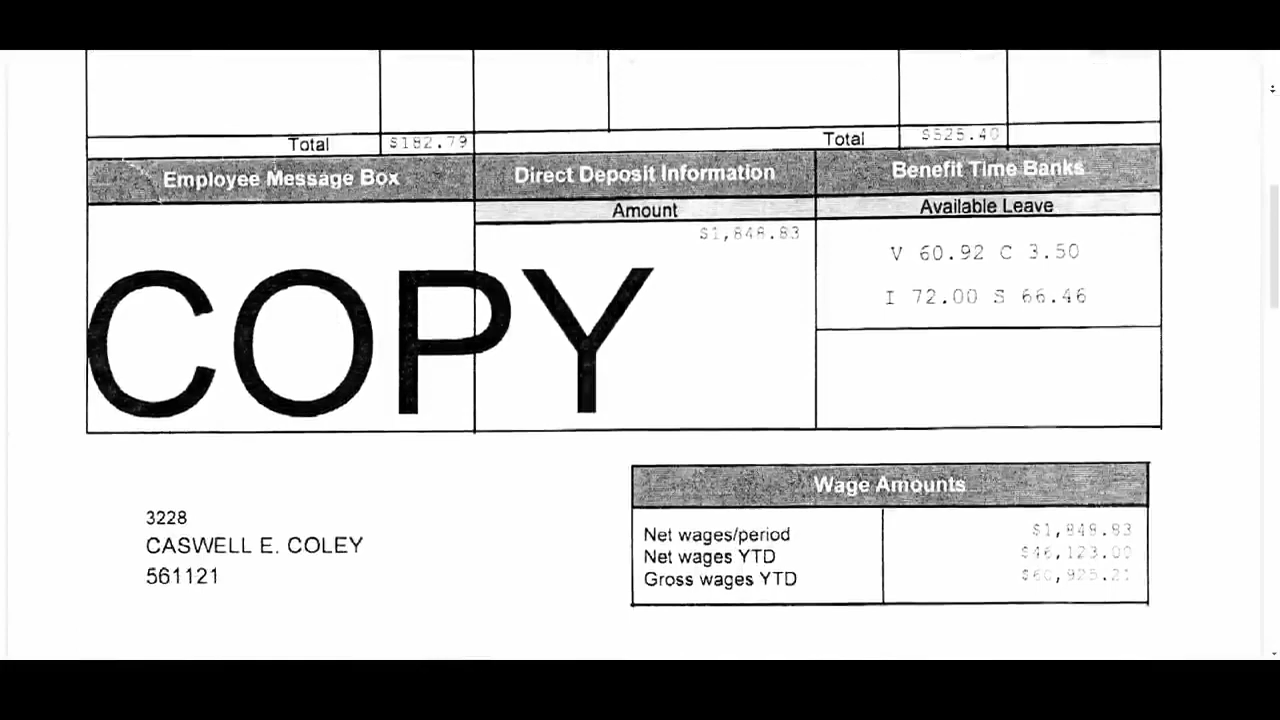 Total $182.79 Total $525.40
Employee Message Box Direct Deposit Information Benefit Time Banks
Amount Available Leave
$1,848.83
V 60.92 C 3.50
I 72.00 S 66.46
COPY
Wage Amounts
3228
CASWELL E. COLEY
561121
Net wages/period $1,848.83
Net wages YTD $46,123.00
Gross wages YTD $60,925.21